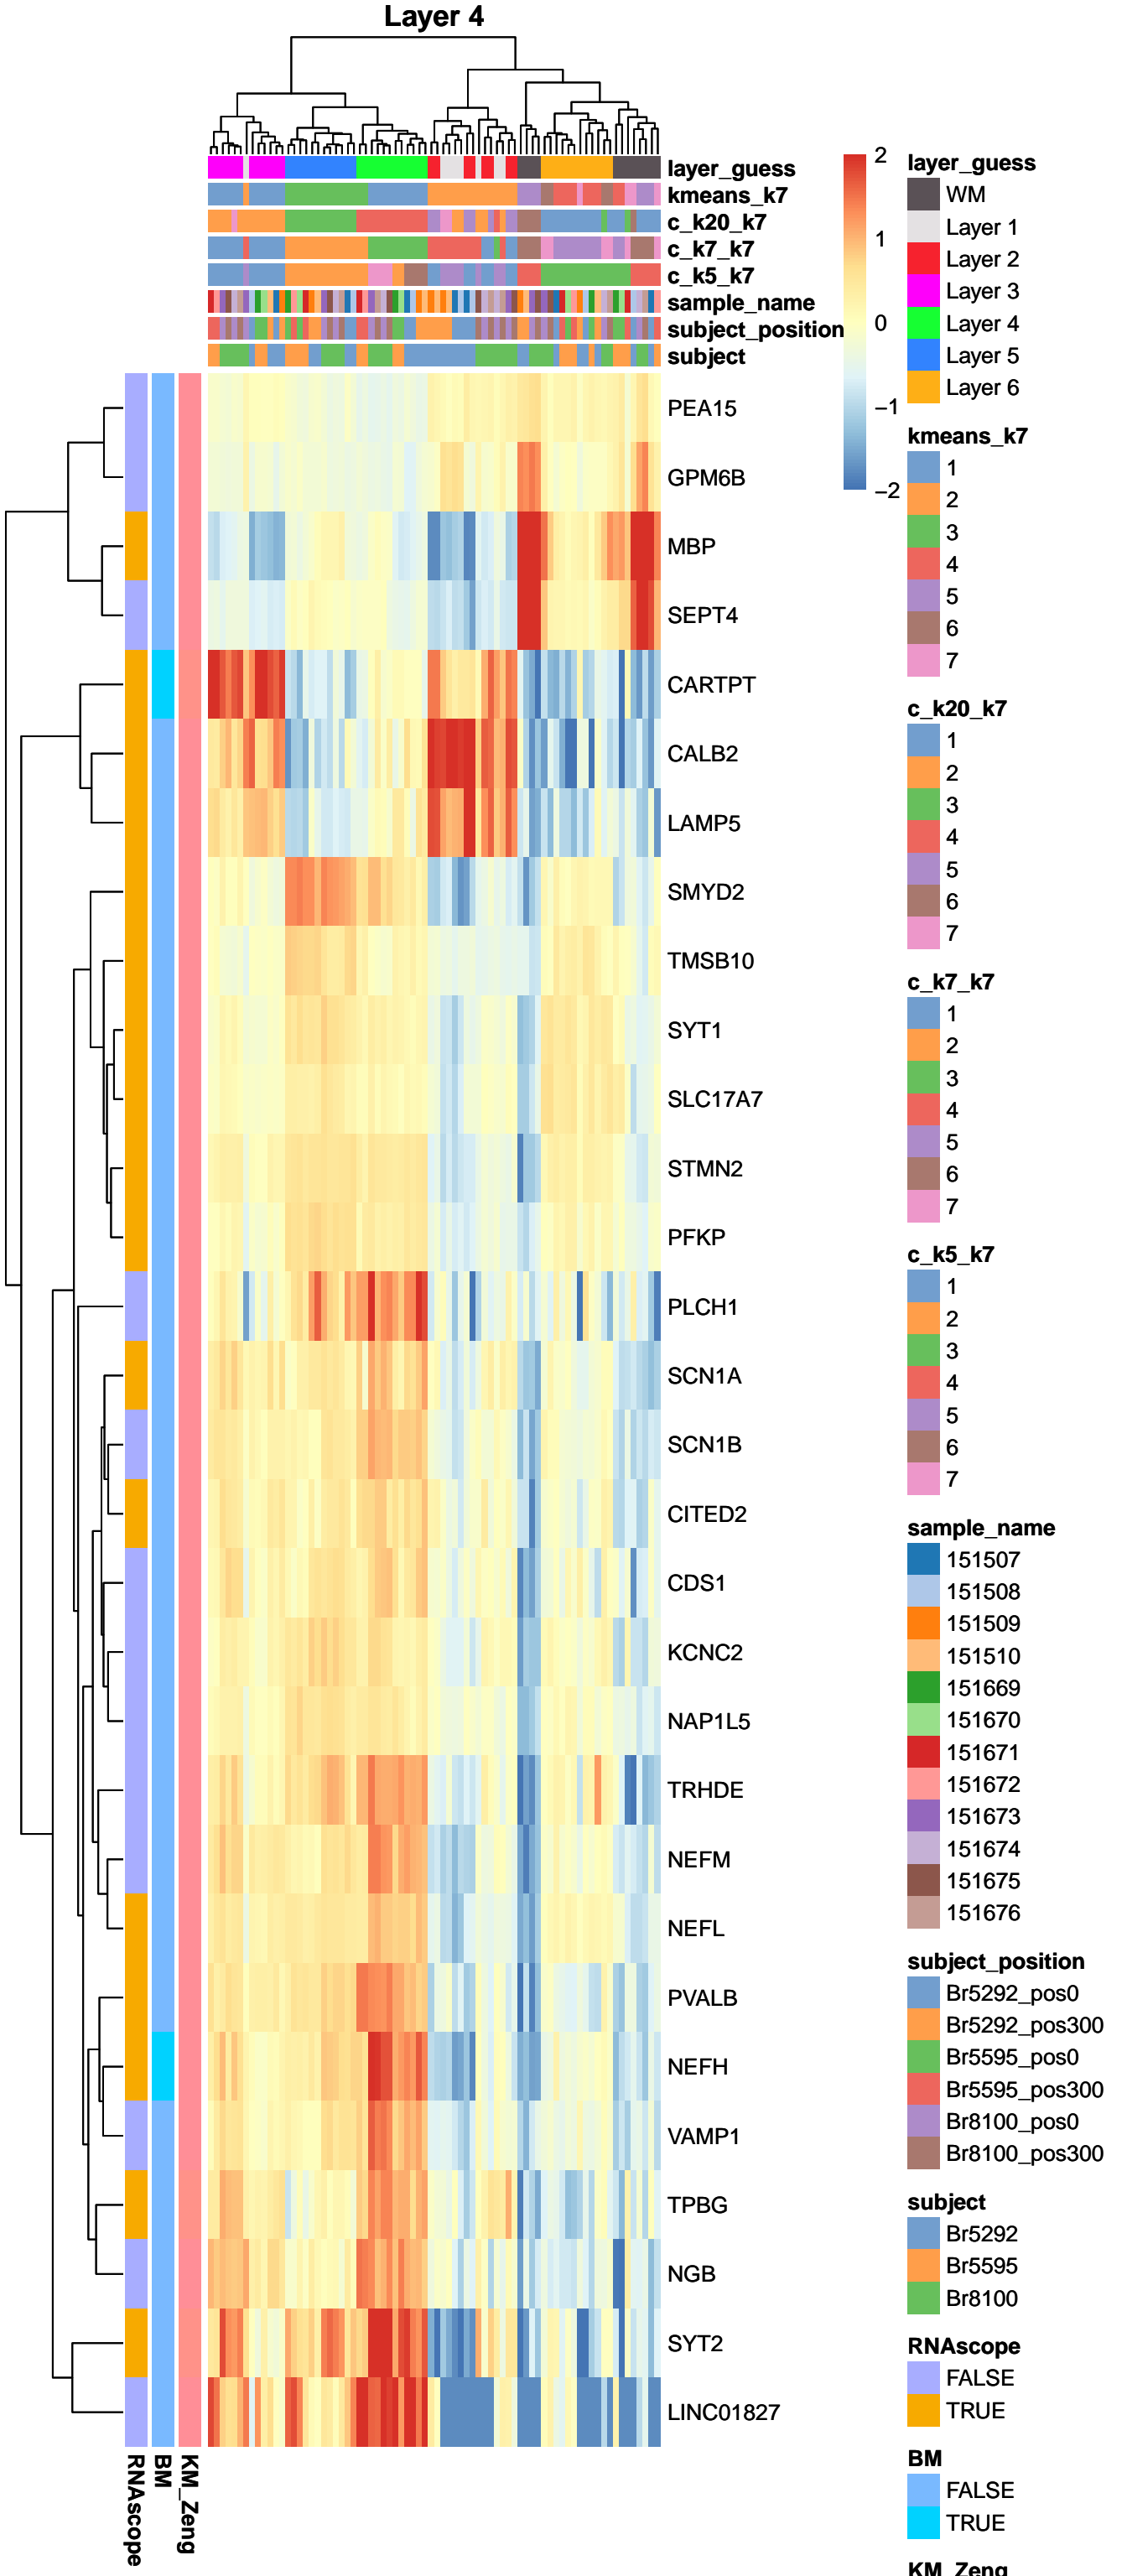 Layer 4
layer_guess
kmeans_k7
c_k20_k7
c_k7_k7
c_k5_k7
sample_name
subject_position
subject
2
1
0
−1
−2
PEA15
GPM6B
MBP
SEPT4
CARTPT
CALB2
LAMP5
SMYD2
TMSB10
SYT1
SLC17A7
STMN2
PFKP
PLCH1
SCN1A
SCN1B
CITED2
CDS1
KCNC2
NAP1L5
TRHDE
NEFM
NEFL
PVALB
NEFH
VAMP1
TPBG
NGB
SYT2
LINC01827
RNAscope
BM
KM_Zeng
layer_guess
WM
Layer 1
Layer 2
Layer 3
Layer 4
Layer 5
Layer 6
kmeans_k7
1
2
3
4
5
6
7
c_k20_k7
1
2
3
4
5
6
7
c_k7_k7
1
2
3
4
5
6
7
c_k5_k7
1
2
3
4
5
6
7
sample_name
151507
151508
151509
151510
151669
151670
151671
151672
151673
151674
151675
151676
subject_position
Br5292_pos0
Br5292_pos300
Br5595_pos0
Br5595_pos300
Br8100_pos0
Br8100_pos300
subject
Br5292
Br5595
Br8100
RNAscope
FALSE
TRUE
BM
FALSE
TRUE
KM_Zeng